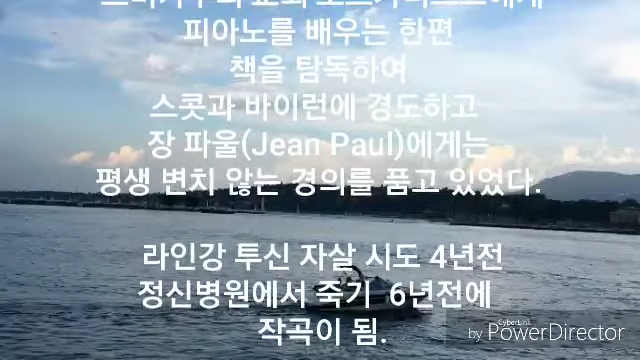 피아노를 배우는 한편
책을 탐독하여
스콧과 바이런에 경도하고
장 파울(Jean Paul)에게는
평생 변치 않는 경의를 품고 있었다.
라인강 투신 자살 시도 4년전
정신병원에서 죽기 6년전에
작곡이 됨.
CyberLink
by PowerDirector